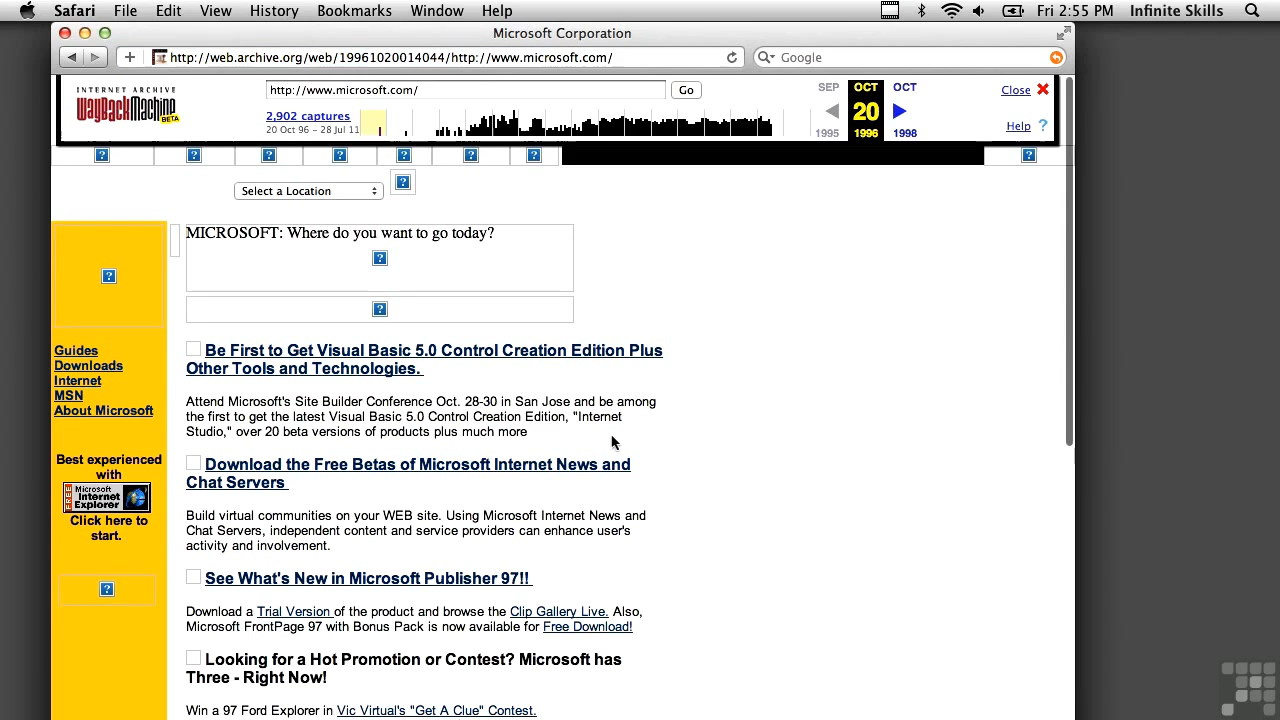 Safari File Edit View History Bookmarks Window Help Fri 2:55 PM Infinite Skills
Microsoft Corporation
http://web.archive.org/web/19961020014044/http://www.microsoft.com/
Google
INTERNET ARCHIVE
WayBackMachine
BETA
http://www.microsoft.com/
Go
2,902 captures
20 Oct 96 – 28 Jul 11
SEP OCT OCT
20
1995 1996 1998
Close
Help ?
Select a Location
MICROSOFT: Where do you want to go today?
Guides
Downloads
Internet
MSN
About Microsoft
Best experienced
with
FREE
Microsoft
Internet
Explorer
Click here to
start.
Be First to Get Visual Basic 5.0 Control Creation Edition Plus
Other Tools and Technologies.
Attend Microsoft's Site Builder Conference Oct. 28-30 in San Jose and be among
the first to get the latest Visual Basic 5.0 Control Creation Edition, "Internet
Studio," over 20 beta versions of products plus much more
Download the Free Betas of Microsoft Internet News and
Chat Servers
Build virtual communities on your WEB site. Using Microsoft Internet News and
Chat Servers, independent content and service providers can enhance user's
activity and involvement.
See What's New in Microsoft Publisher 97!!
Download a Trial Version of the product and browse the Clip Gallery Live. Also,
Microsoft FrontPage 97 with Bonus Pack is now available for Free Download!
Looking for a Hot Promotion or Contest? Microsoft has
Three - Right Now!
Win a 97 Ford Explorer in Vic Virtual's "Get A Clue" Contest.